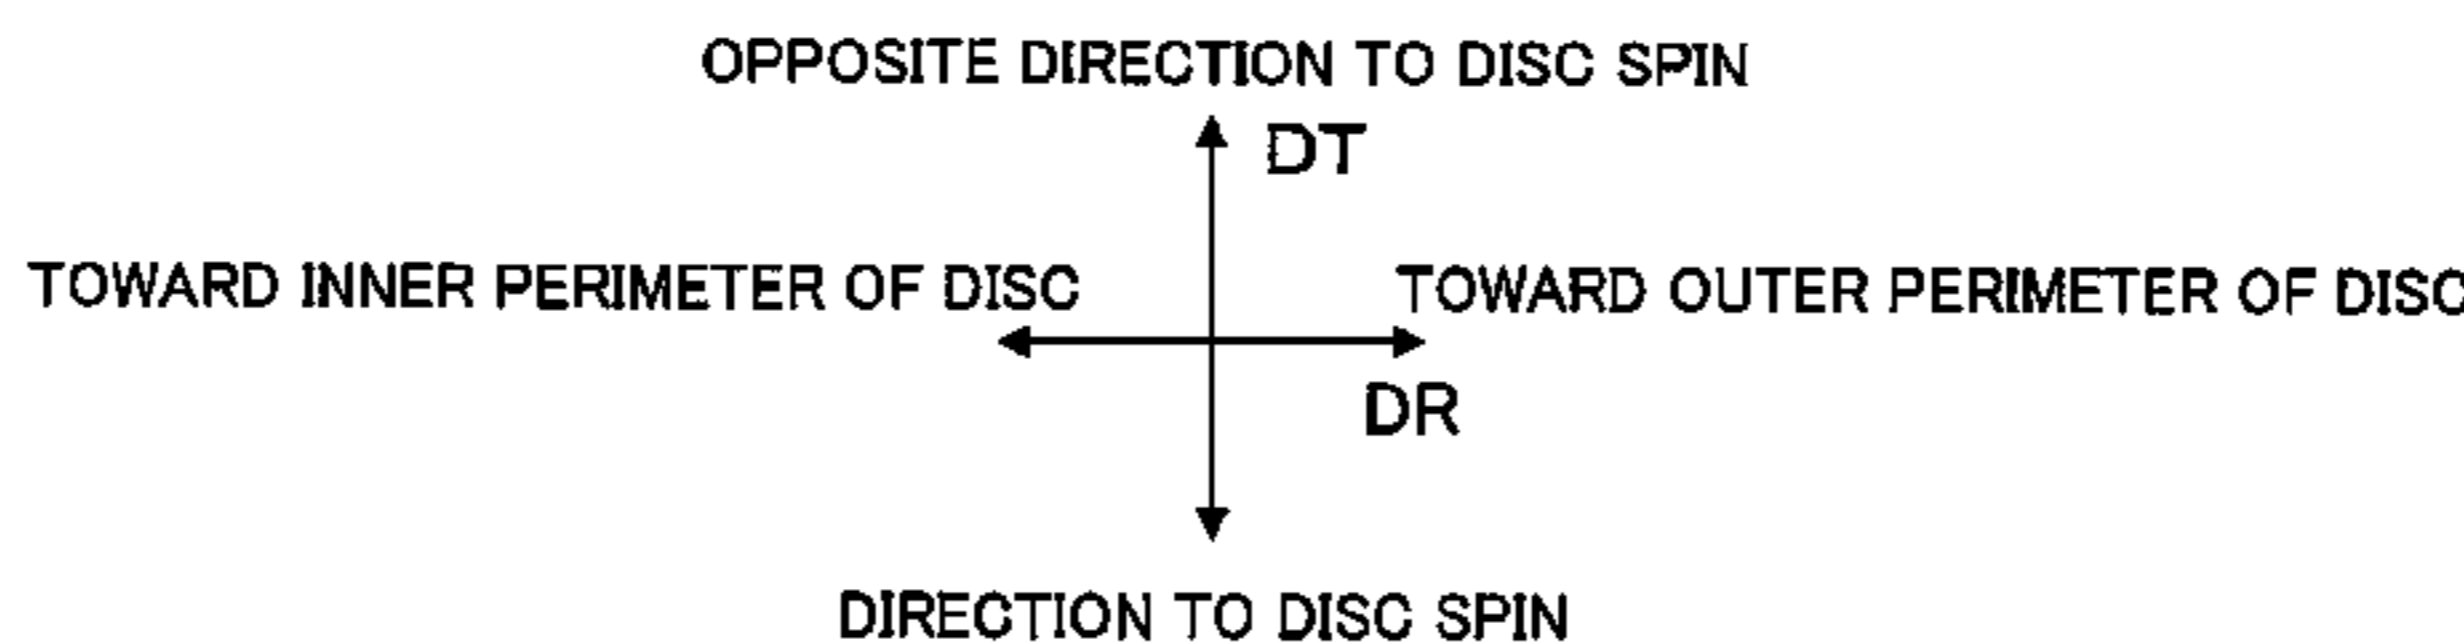 OPPOSITE DIRECTION TO DISC SPIN
DT
TOWARD INNER PERIMETER OF DISC
TOWARD OUTER PERIMETER OF DISC
DR
DIRECTION TO DISC SPIN